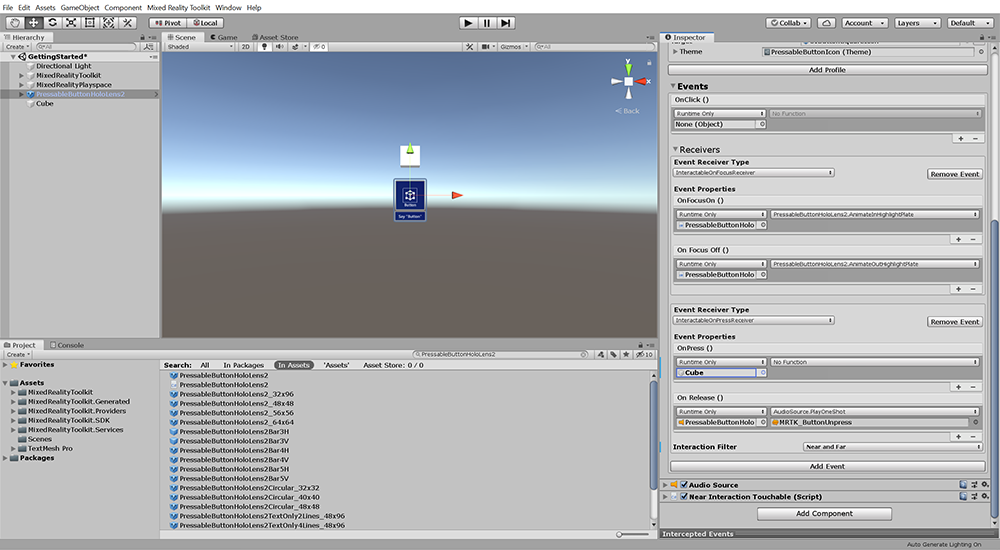 File Edit Assets GameObject Component Mixed Reality Toolkit Window Help
Pivot Local Collab Account Layers Default
Hierarchy
Create All
GettingStarted*
Directional Light
MixedRealityToolkit
MixedRealityPlayspace
PressableButtonHoloLens2
Cube
Scene Game Asset Store
Shaded 2D 0 Gizmos All
y
x
Back
Button
Say "Button"
Project Console
Create PressableButtonHoloLens2 10
Favorites
Assets
MixedRealityToolkit
MixedRealityToolkit.Generated
MixedRealityToolkit.Providers
MixedRealityToolkit.SDK
MixedRealityToolkit.Services
Scenes
TextMesh Pro
Packages
Search: All In Packages In Assets 'Assets' Asset Store: 0 / 0
PressableButtonHoloLens2
PressableButtonHoloLens2
PressableButtonHoloLens2_32x96
PressableButtonHoloLens2_48x48
PressableButtonHoloLens2_56x56
PressableButtonHoloLens2_64x64
PressableButtonHoloLens2Bar3H
PressableButtonHoloLens2Bar3V
PressableButtonHoloLens2Bar4H
PressableButtonHoloLens2Bar4V
PressableButtonHoloLens2Bar5H
PressableButtonHoloLens2Bar5V
PressableButtonHoloLens2Circular_32x32
PressableButtonHoloLens2Circular_40x40
PressableButtonHoloLens2Circular_48x48
PressableButtonHoloLens2TextOnly2Lines_48x96
PressableButtonHoloLens2TextOnly4Lines_48x96
Inspector
Theme PressableButtonIcon (Theme)
Add Profile
Events
OnClick ()
Runtime Only No Function
None (Object)
Receivers
Event Receiver Type
InteractableOnFocusReceiver Remove Event
Event Properties
OnFocusOn ()
Runtime Only PressableButtonHoloLens2.AnimateInHighlightPlate
PressableButtonHolo
On Focus Off ()
Runtime Only PressableButtonHoloLens2.AnimateOutHighlightPlate
PressableButtonHolo
Event Receiver Type
InteractableOnPressReceiver Remove Event
Event Properties
OnPress ()
Runtime Only No Function
Cube
On Release ()
Runtime Only AudioSource.PlayOneShot
PressableButtonHolo MRTK_ButtonUnpress
Interaction Filter Near and Far
Add Event
Audio Source
Near Interaction Touchable (Script)
Add Component
Intercepted Events
Auto Generate Lighting On